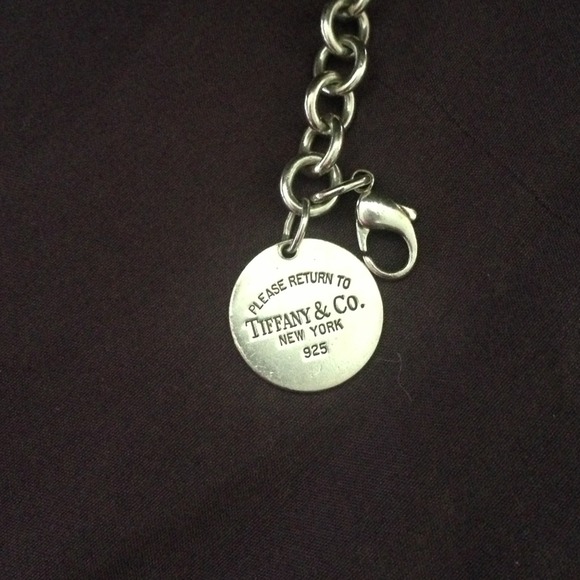 PLEASE RETURN TO
TIFFANY & CO.
NEW YORK
925